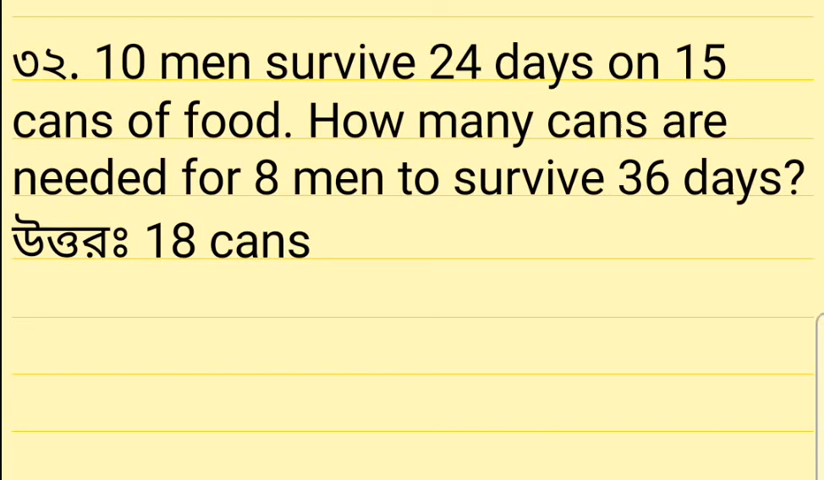 ৩২. 10 men survive 24 days on 15
cans of food. How many cans are
needed for 8 men to survive 36 days?
উত্তরঃ 18 cans